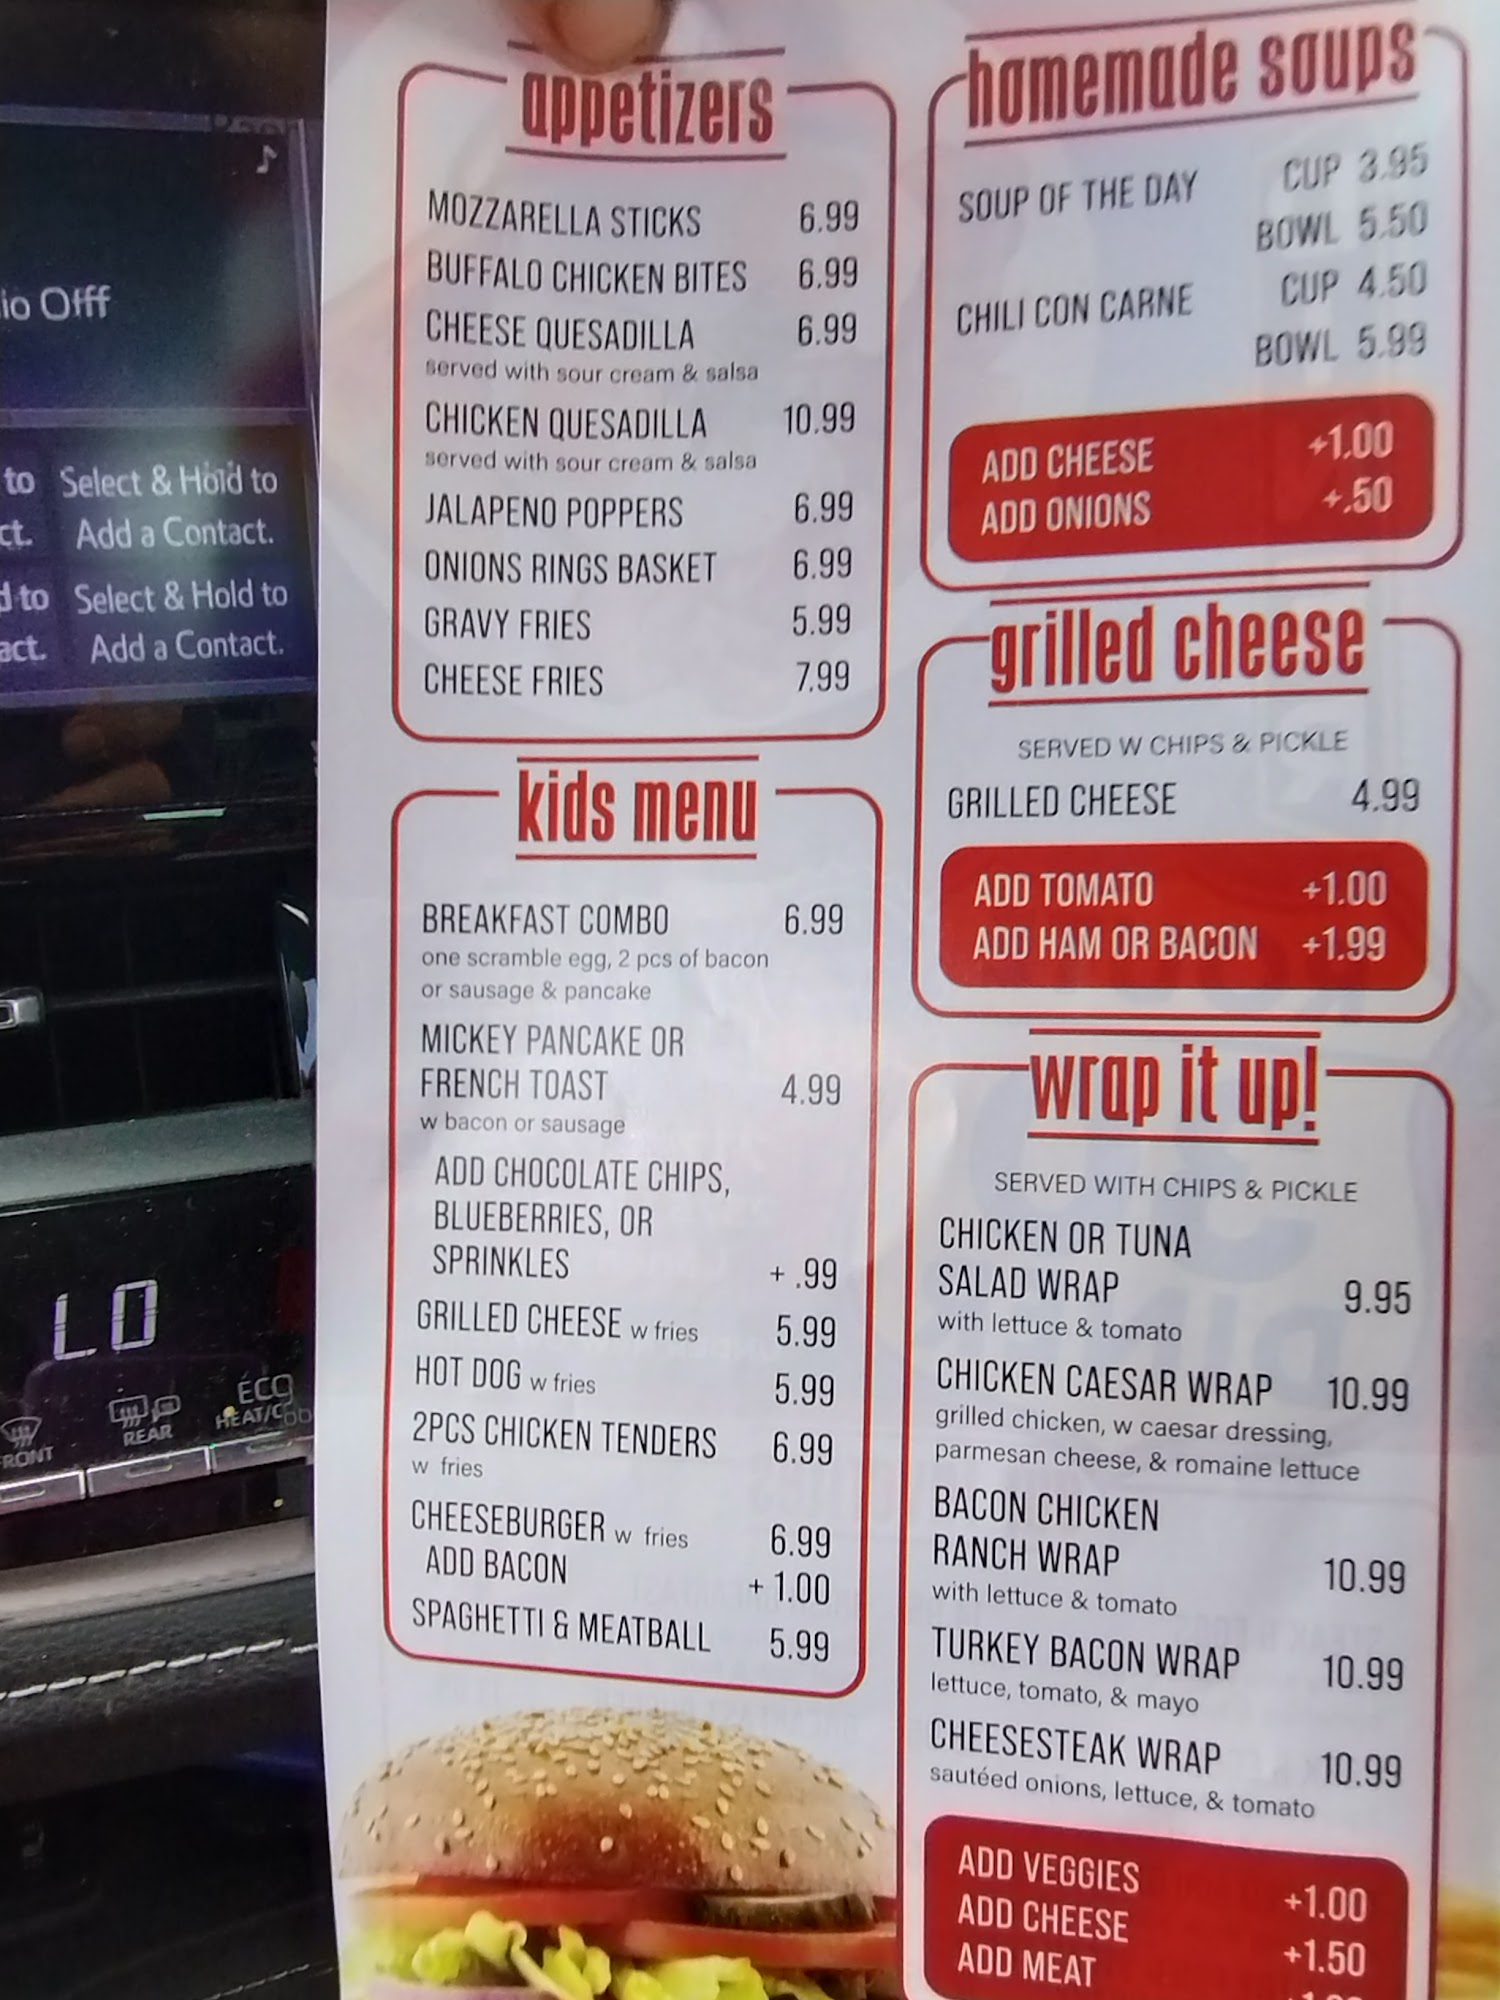 io Offf
to Select & Hold to
ct. Add a Contact.
d to Select & Hold to
act. Add a Contact.
LO
FRONT
REAR
ECO
HEAT/COO
appetizers
MOZZARELLA STICKS 6.99
BUFFALO CHICKEN BITES 6.99
CHEESE QUESADILLA 6.99
served with sour cream & salsa
CHICKEN QUESADILLA 10.99
served with sour cream & salsa
JALAPENO POPPERS 6.99
ONIONS RINGS BASKET 6.99
GRAVY FRIES 5.99
CHEESE FRIES 7.99
kids menu
BREAKFAST COMBO 6.99
one scramble egg, 2 pcs of bacon
or sausage & pancake
MICKEY PANCAKE OR
FRENCH TOAST 4.99
w bacon or sausage
ADD CHOCOLATE CHIPS,
BLUEBERRIES, OR
SPRINKLES + .99
GRILLED CHEESE w fries 5.99
HOT DOG w fries 5.99
2PCS CHICKEN TENDERS 6.99
w fries
CHEESEBURGER w fries 6.99
ADD BACON + 1.00
SPAGHETTI & MEATBALL 5.99
homemade soups
SOUP OF THE DAY CUP 3.95
BOWL 5.50
CHILI CON CARNE CUP 4.50
BOWL 5.99
ADD CHEESE +1.00
ADD ONIONS +.50
grilled cheese
SERVED W CHIPS & PICKLE
GRILLED CHEESE 4.99
ADD TOMATO +1.00
ADD HAM OR BACON +1.99
wrap it up!
SERVED WITH CHIPS & PICKLE
CHICKEN OR TUNA
SALAD WRAP 9.95
with lettuce & tomato
CHICKEN CAESAR WRAP 10.99
grilled chicken, w caesar dressing,
parmesan cheese, & romaine lettuce
BACON CHICKEN
RANCH WRAP 10.99
with lettuce & tomato
TURKEY BACON WRAP 10.99
lettuce, tomato, & mayo
CHEESESTEAK WRAP 10.99
sautéed onions, lettuce, & tomato
ADD VEGGIES +1.00
ADD CHEESE +1.50
ADD MEAT